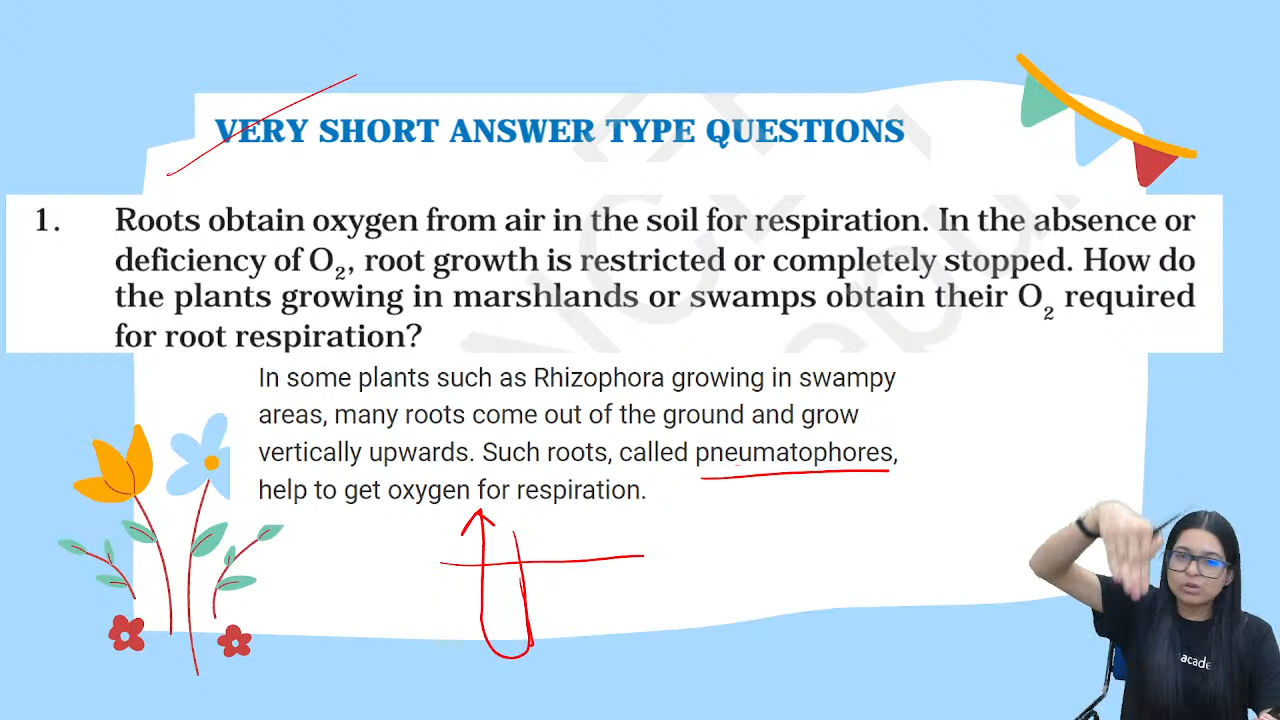 VERY SHORT ANSWER TYPE QUESTIONS
1. Roots obtain oxygen from air in the soil for respiration. In the absence or
deficiency of O₂, root growth is restricted or completely stopped. How do
the plants growing in marshlands or swamps obtain their O₂ required
for root respiration?
In some plants such as Rhizophora growing in swampy
areas, many roots come out of the ground and grow
vertically upwards. Such roots, called pneumatophores,
help to get oxygen for respiration.
acade